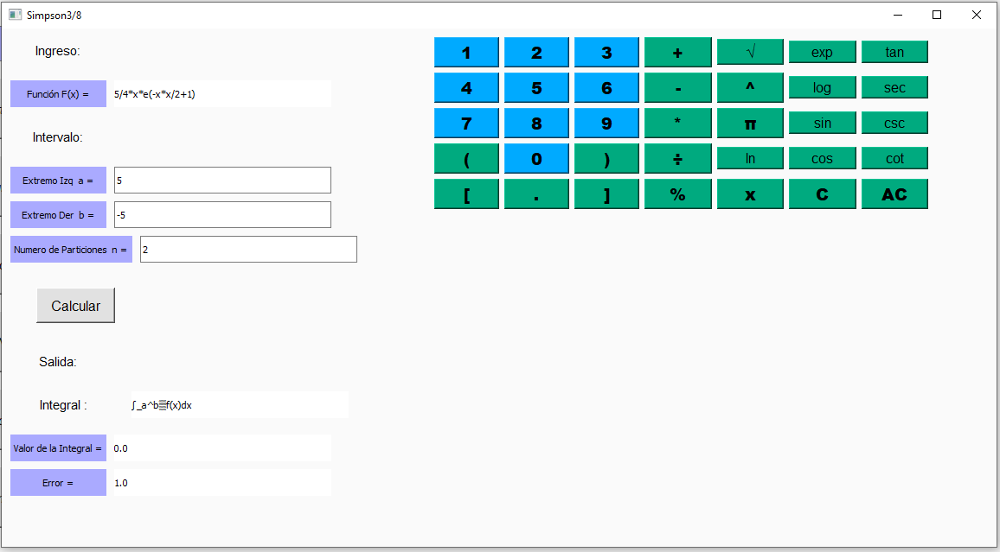 Simpson3/8
Ingreso:
Función F(x) = 5/4*x*e(-x*x/2+1)
Intervalo:
Extremo Izq a = 5
Extremo Der b = -5
Numero de Particiones n = 2
Calcular
Salida:
Integral : ∫_a^b▒f(x)dx
Valor de la Integral = 0.0
Error = 1.0
1 2 3 + √ exp tan
4 5 6 - ^ log sec
7 8 9 * π sin csc
( 0 ) ÷ ln cos cot
[ . ] % x C AC